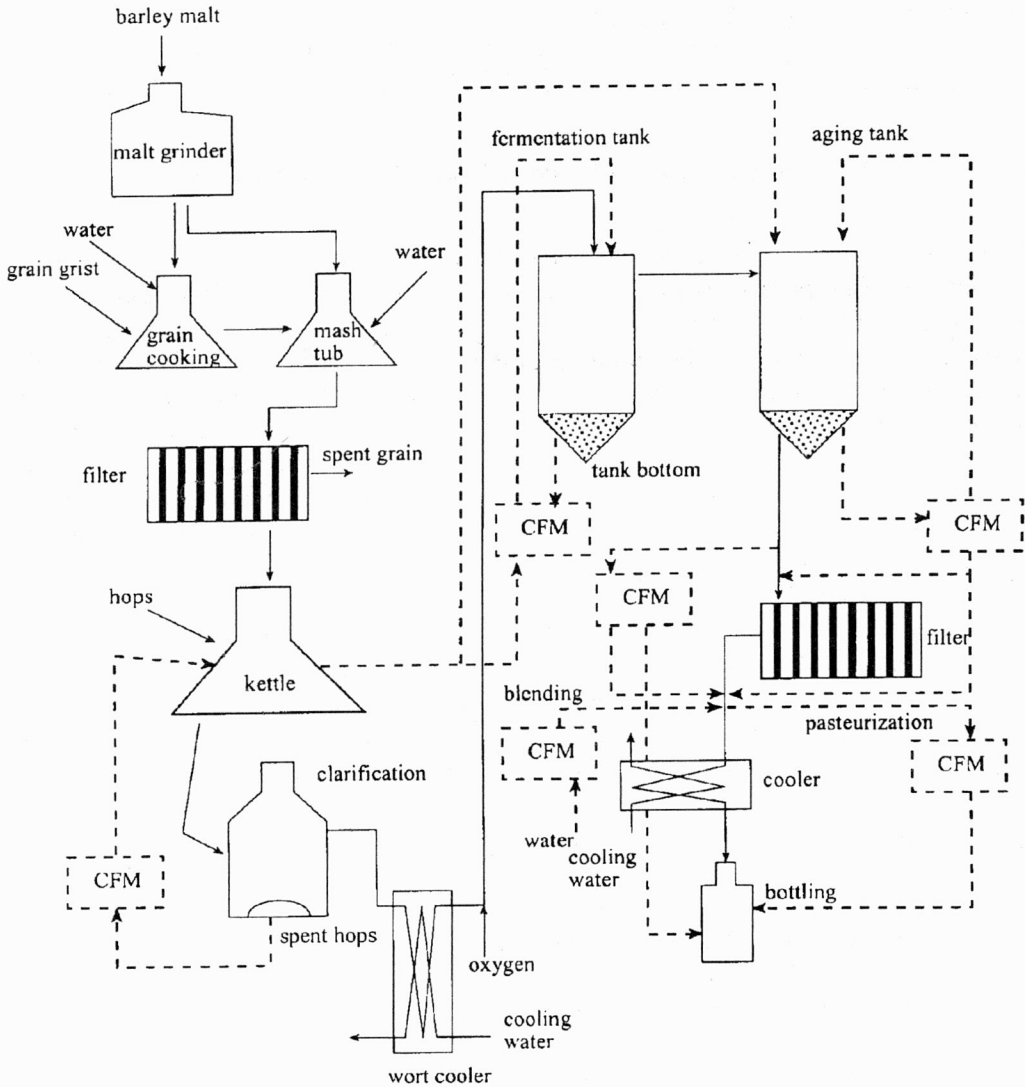 barley malt
malt grinder
water
grain grist
water
grain
cooking
mash
tub
filter
spent grain
hops
kettle
clarification
CFM
spent hops
oxygen
cooling
water
wort cooler
fermentation tank
aging tank
tank bottom
CFM
CFM
CFM
filter
blending
pasteurization
CFM
CFM
cooler
water
cooling
water
bottling